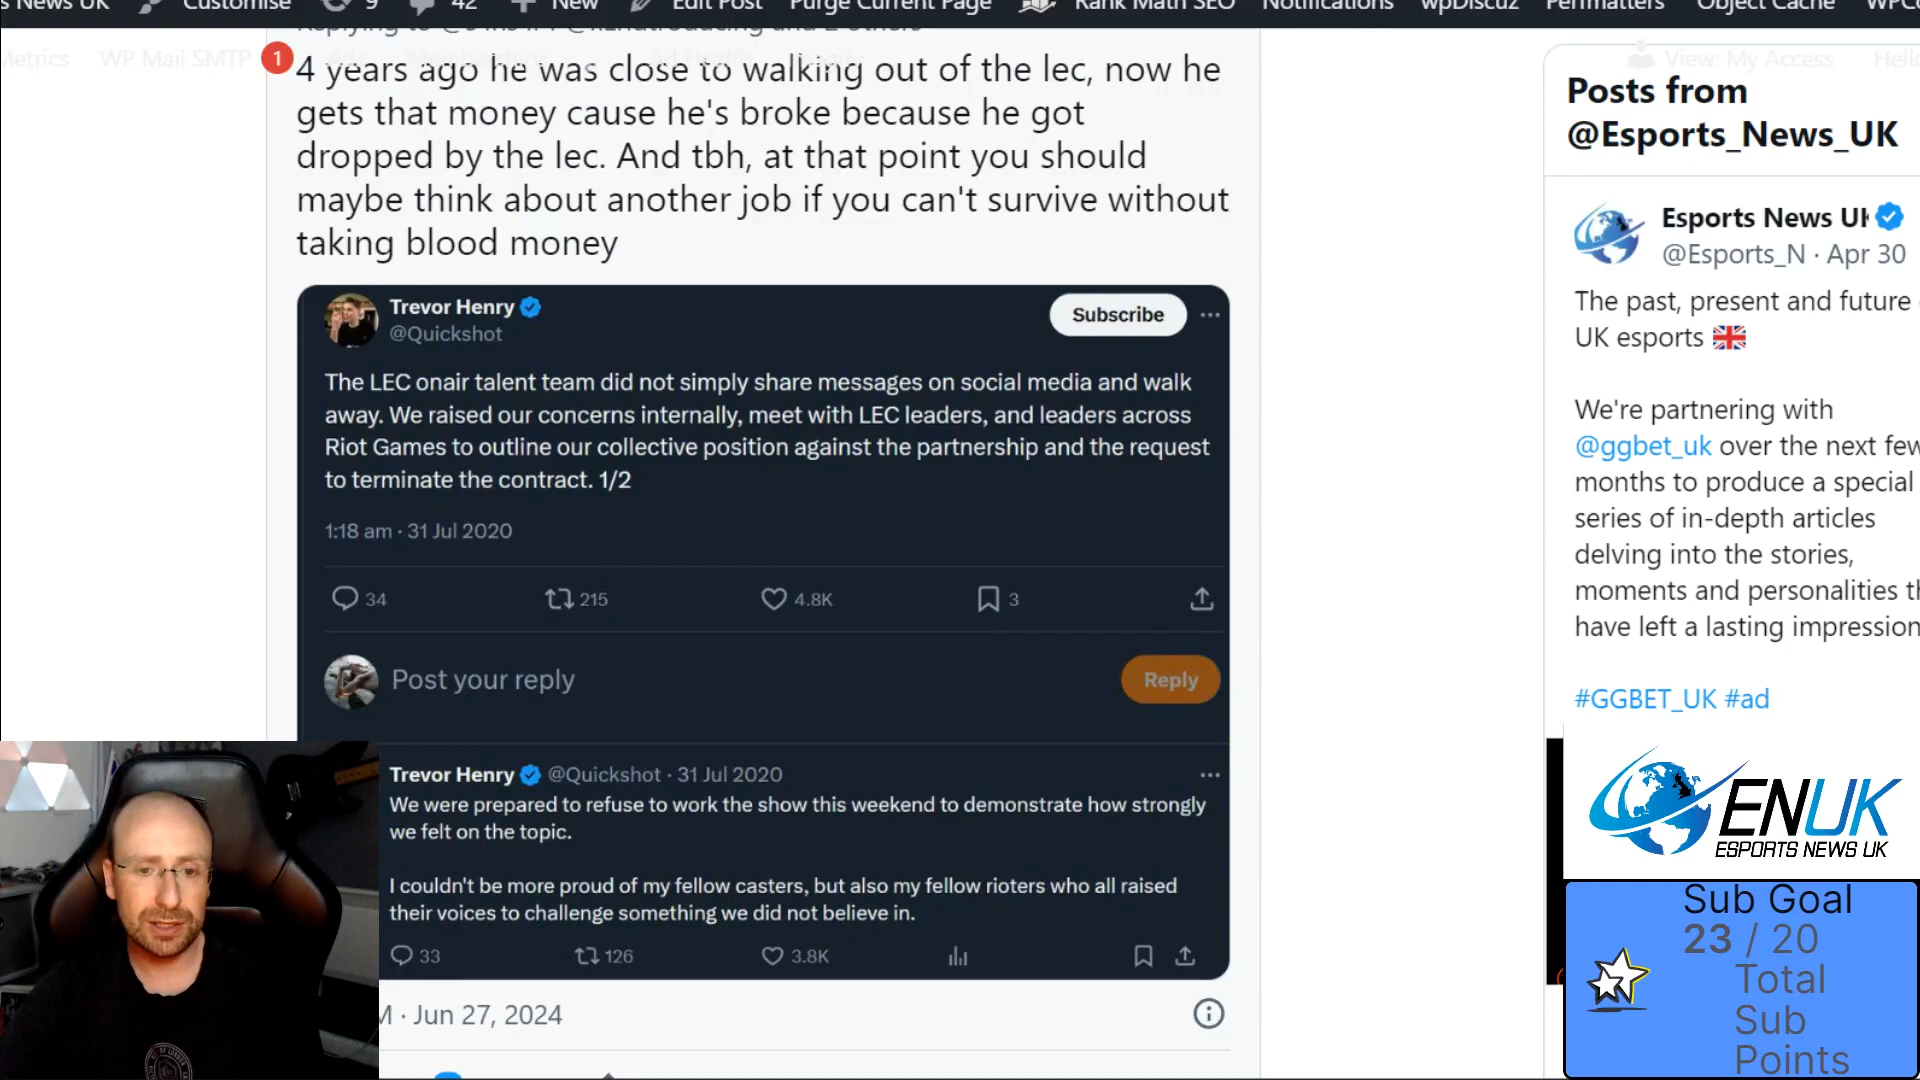 s News UK Customise 9 42 New Edit Post Purge Current Page Rank Math SEO Notifications wpDiscuz Perfmatters Object Cache WPCo
Metrics WP Mail SMTP 1 View: My Access Hello
4 years ago he was close to walking out of the lec, now he
gets that money cause he's broke because he got
dropped by the lec. And tbh, at that point you should
maybe think about another job if you can't survive without
taking blood money
Trevor Henry
@Quickshot
Subscribe
The LEC onair talent team did not simply share messages on social media and walk
away. We raised our concerns internally, meet with LEC leaders, and leaders across
Riot Games to outline our collective position against the partnership and the request
to terminate the contract. 1/2
1:18 am · 31 Jul 2020
34 215 4.8K 3
Post your reply
Reply
Trevor Henry @Quickshot · 31 Jul 2020
We were prepared to refuse to work the show this weekend to demonstrate how strongly
we felt on the topic.
I couldn't be more proud of my fellow casters, but also my fellow rioters who all raised
their voices to challenge something we did not believe in.
33 126 3.8K
M · Jun 27, 2024
Posts from
@Esports_News_UK
Esports News UK
@Esports_N · Apr 30
The past, present and future
UK esports
We're partnering with
@ggbet_uk over the next few
months to produce a special
series of in-depth articles
delving into the stories,
moments and personalities th
have left a lasting impression
#GGBET_UK #ad
ENUK
ESPORTS NEWS UK
Sub Goal
23 / 20
Total
Sub
Points